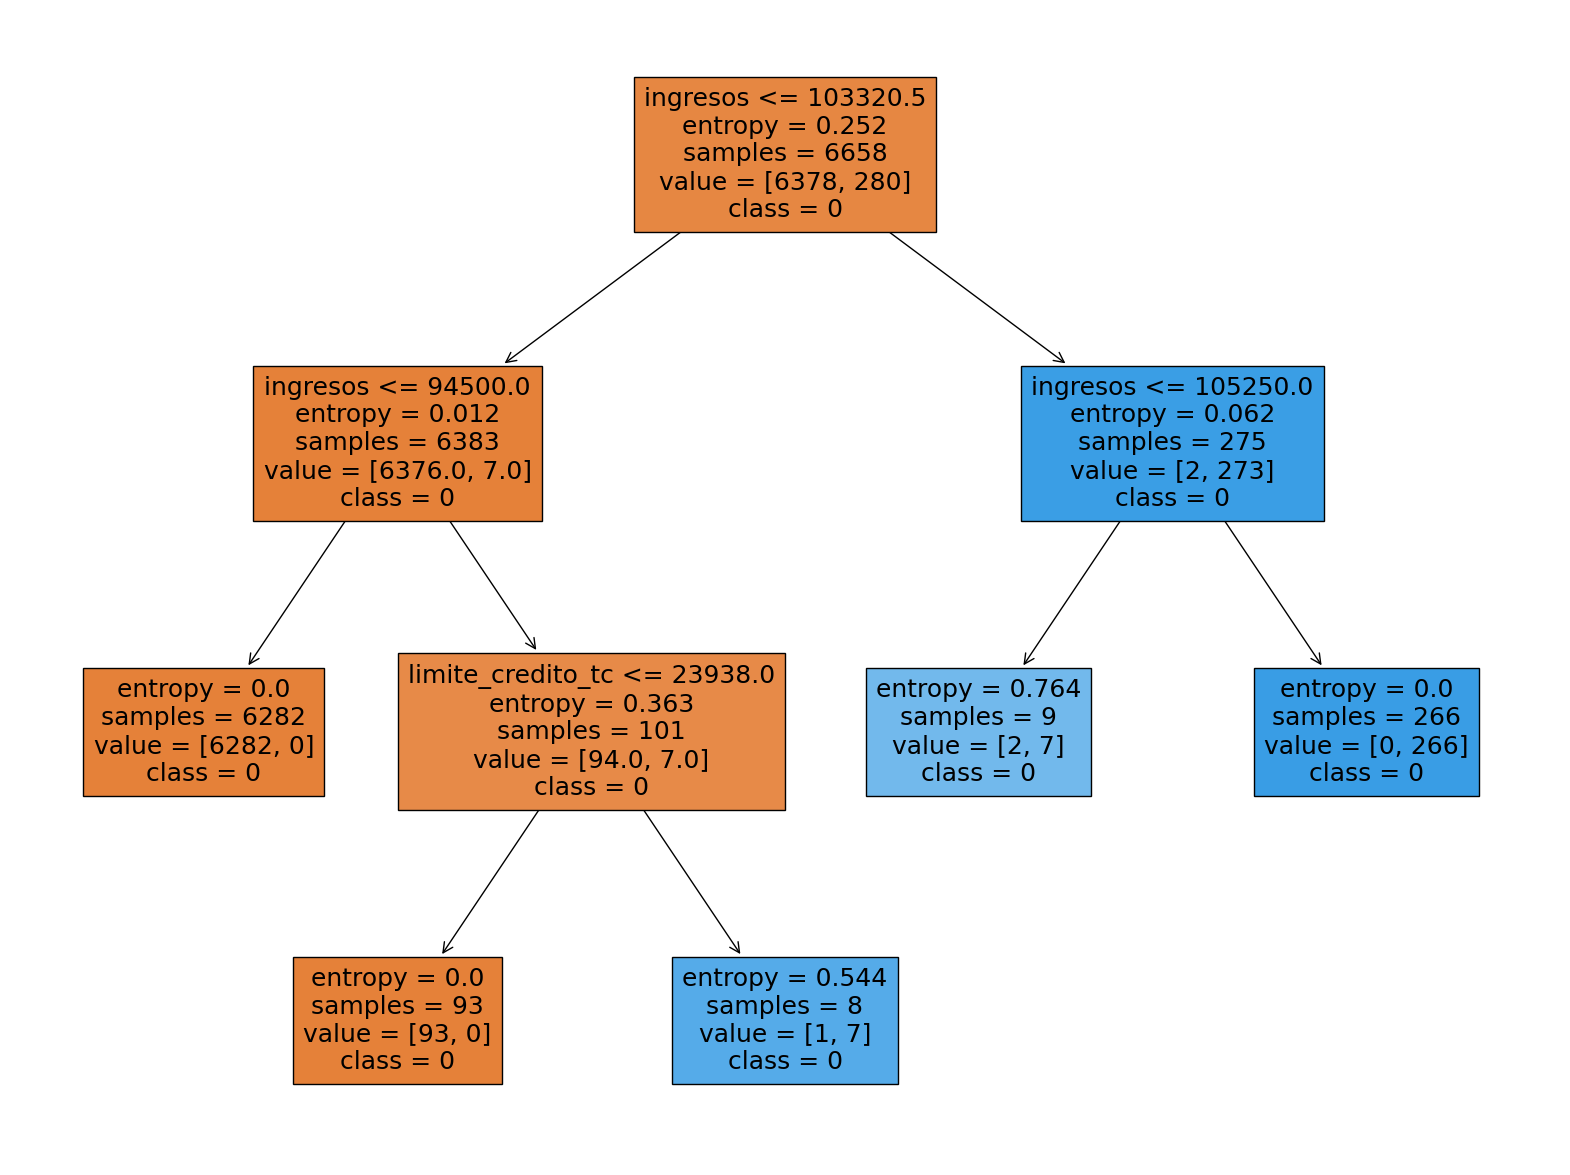 ingresos <= 103320.5
entropy = 0.252
samples = 6658
value = [6378, 280]
class = 0
ingresos <= 94500.0
entropy = 0.012
samples = 6383
value = [6376.0, 7.0]
class = 0
ingresos <= 105250.0
entropy = 0.062
samples = 275
value = [2, 273]
class = 0
entropy = 0.0
samples = 6282
value = [6282, 0]
class = 0
limite_credito_tc <= 23938.0
entropy = 0.363
samples = 101
value = [94.0, 7.0]
class = 0
entropy = 0.764
samples = 9
value = [2, 7]
class = 0
entropy = 0.0
samples = 266
value = [0, 266]
class = 0
entropy = 0.0
samples = 93
value = [93, 0]
class = 0
entropy = 0.544
samples = 8
value = [1, 7]
class = 0